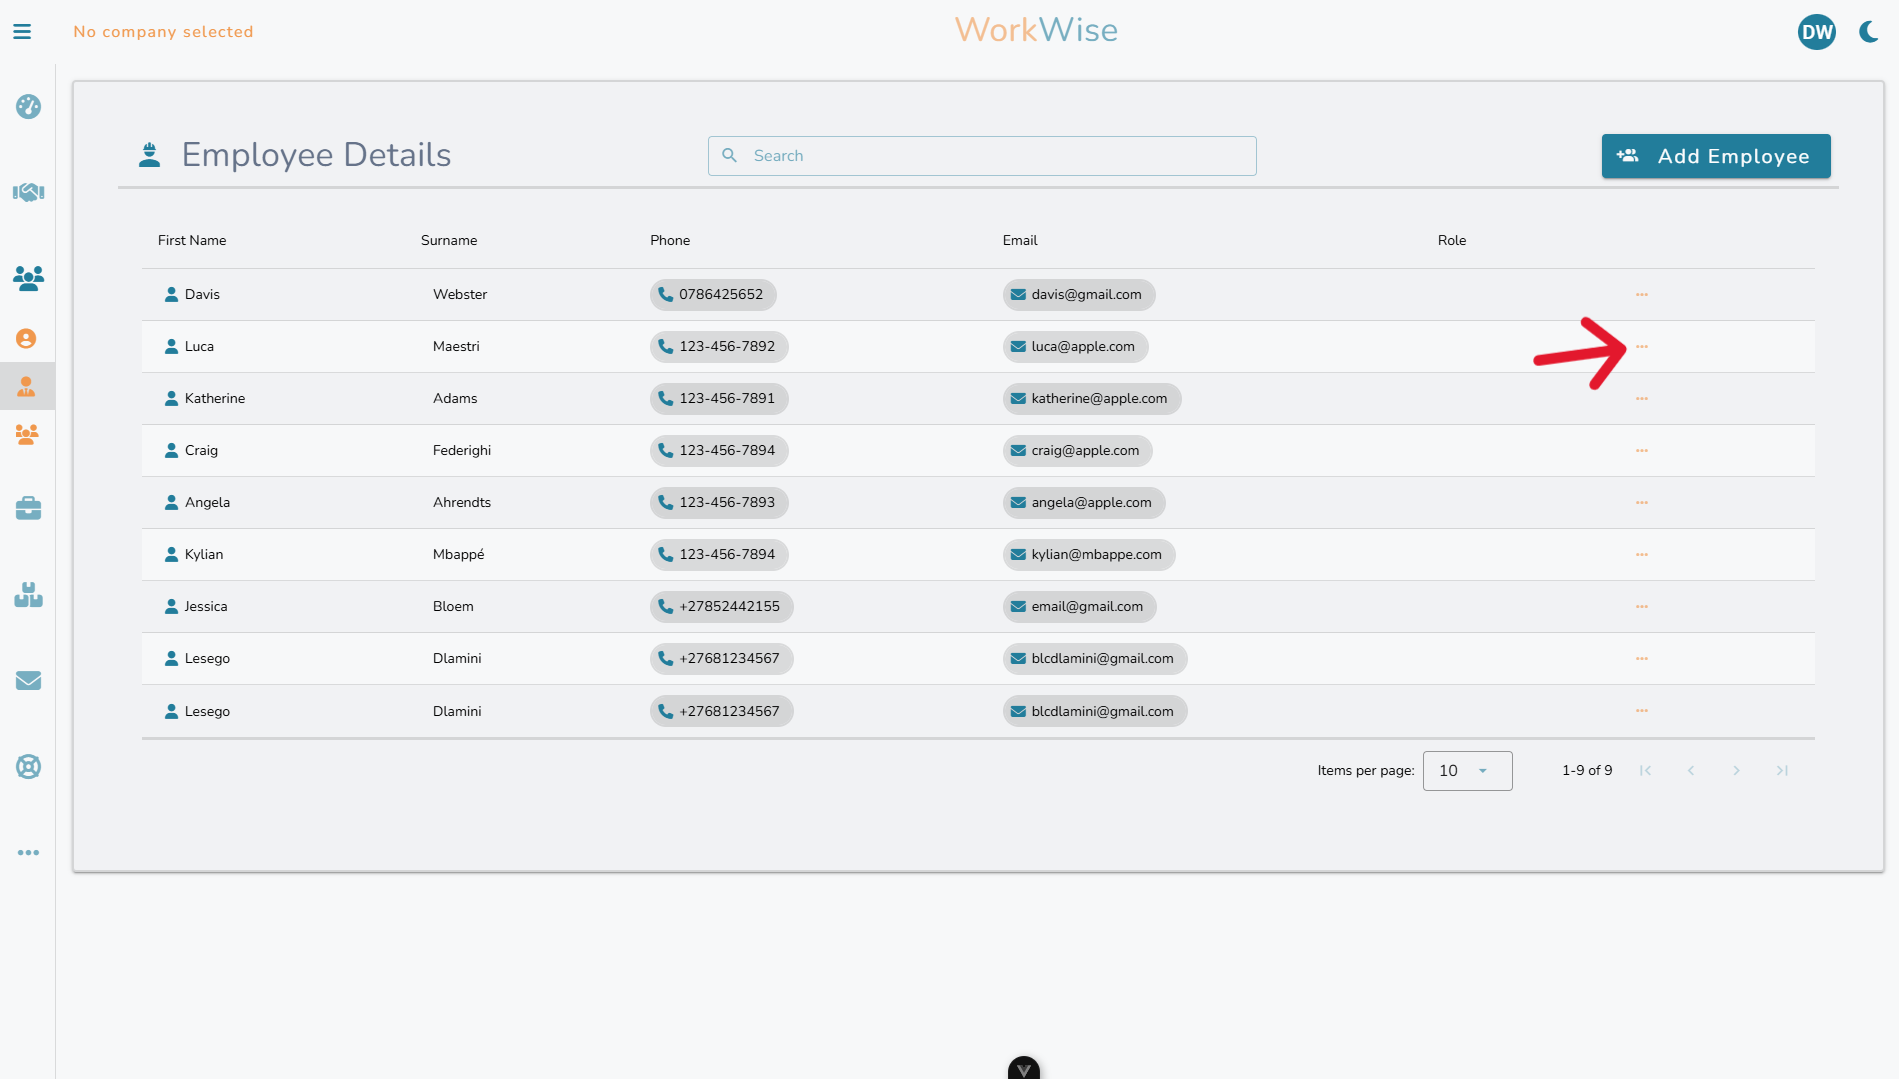 No company selected
WorkWise
DW
Employee Details
Search
Add Employee
First Name Surname Phone Email Role
Davis Webster 0786425652 davis@gmail.com ...
Luca Maestri 123-456-7892 luca@apple.com ...
Katherine Adams 123-456-7891 katherine@apple.com ...
Craig Federighi 123-456-7894 craig@apple.com ...
Angela Ahrendts 123-456-7893 angela@apple.com ...
Kylian Mbappé 123-456-7894 kylian@mbappe.com ...
Jessica Bloem +27852442155 email@gmail.com ...
Lesego Dlamini +27681234567 blcdlamini@gmail.com ...
Lesego Dlamini +27681234567 blcdlamini@gmail.com ...
Items per page: 10 1-9 of 9